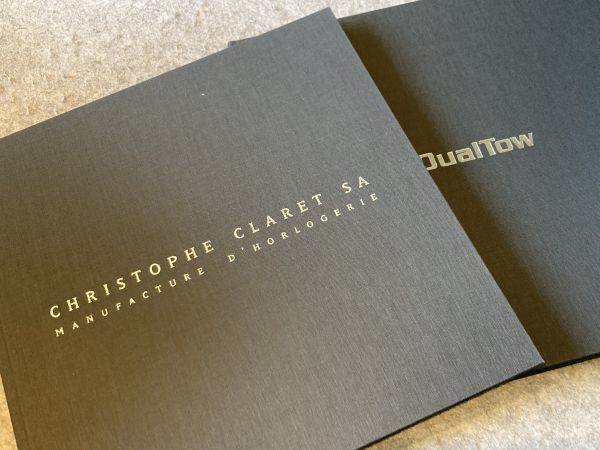 CHRISTOPHE CLARET SA
MANUFACTURE D'HORLOGERIE
DualTow